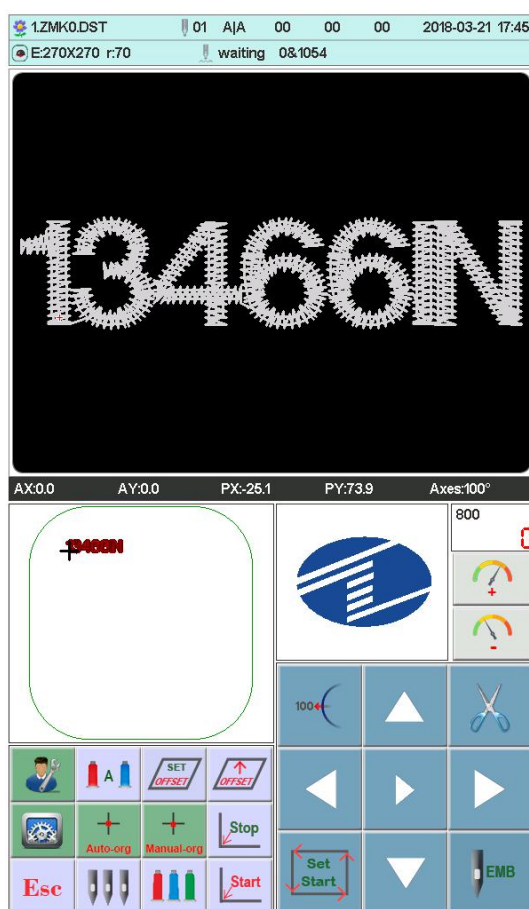 1.ZMK0.DST 01 A|A 00 00 00 2018-03-21 17:45
E:270X270 r:70 waiting 0&1054
13466IN
AX:0.0 AY:0.0 PX:-25.1 PY:73.9 Axes:100°
13466IN
800
+
-
100
A
SET
OFFSET
OFFSET
Auto-org
Manual-org
Stop
Esc
Start
Set
Start
EMB